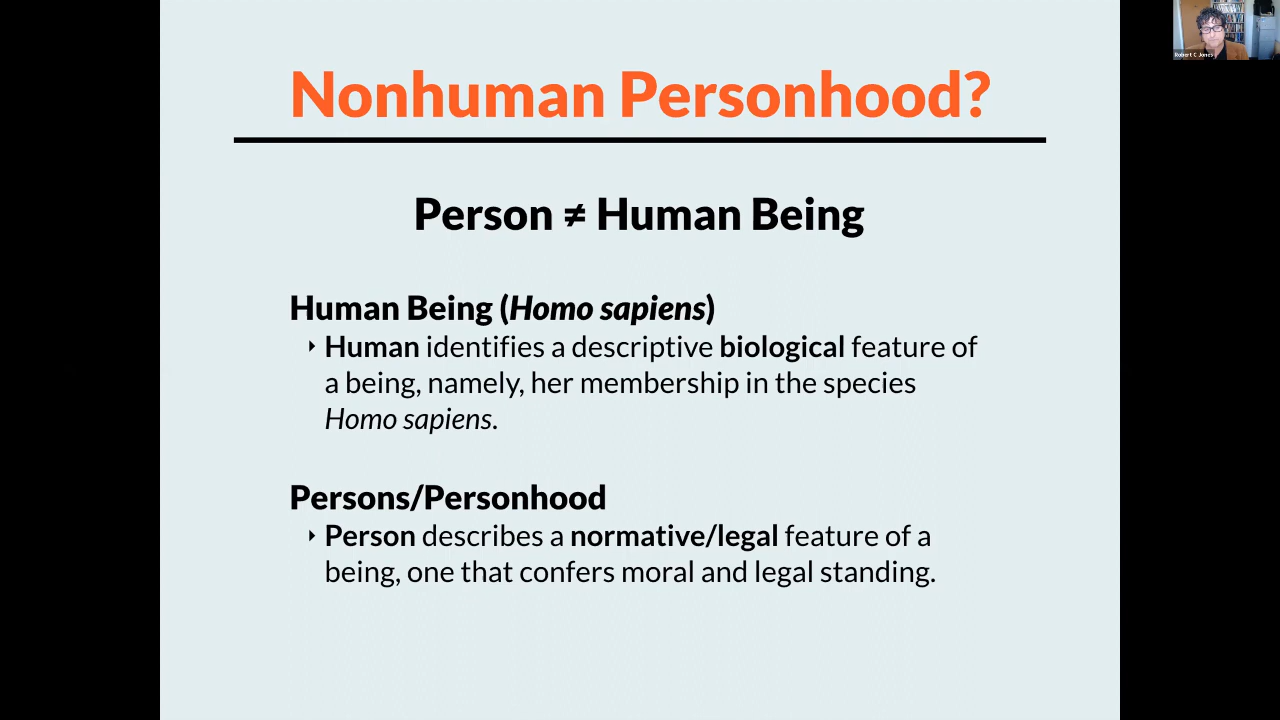 Nonhuman Personhood?
Person ≠ Human Being
Human Being (Homo sapiens)
‣ Human identifies a descriptive biological feature of
a being, namely, her membership in the species
Homo sapiens.
Persons/Personhood
‣ Person describes a normative/legal feature of a
being, one that confers moral and legal standing.
Robert C Jones